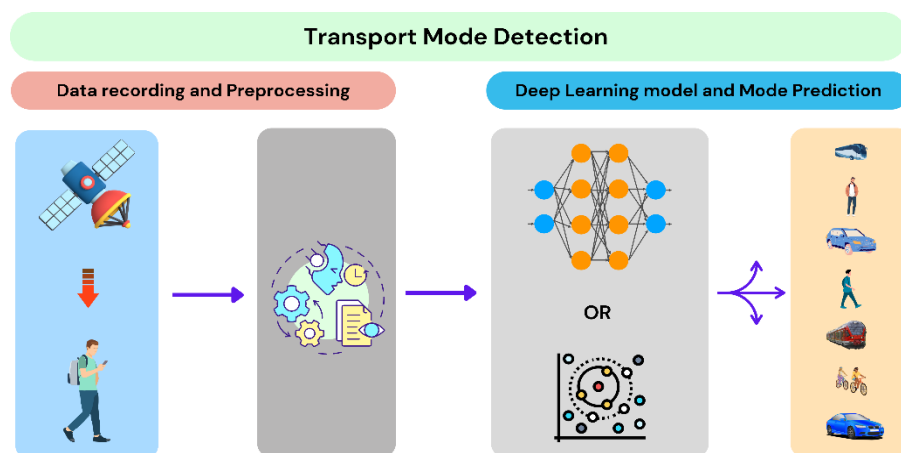 Transport Mode Detection
Data recording and Preprocessing
Deep Learning model and Mode Prediction
OR